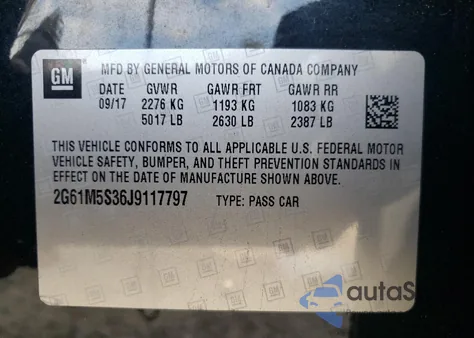 GM
MFD BY GENERAL MOTORS OF CANADA COMPANY
DATE GVWR GAWR FRT GAWR RR
09/17 2276 KG 1193 KG 1083 KG
5017 LB 2630 LB 2387 LB
THIS VEHICLE CONFORMS TO ALL APPLICABLE U.S. FEDERAL MOTOR
VEHICLE SAFETY, BUMPER, AND THEFT PREVENTION STANDARDS IN
EFFECT ON THE DATE OF MANUFACTURE SHOWN ABOVE.
2G61M5S36J9117797 TYPE: PASS CAR
autaS